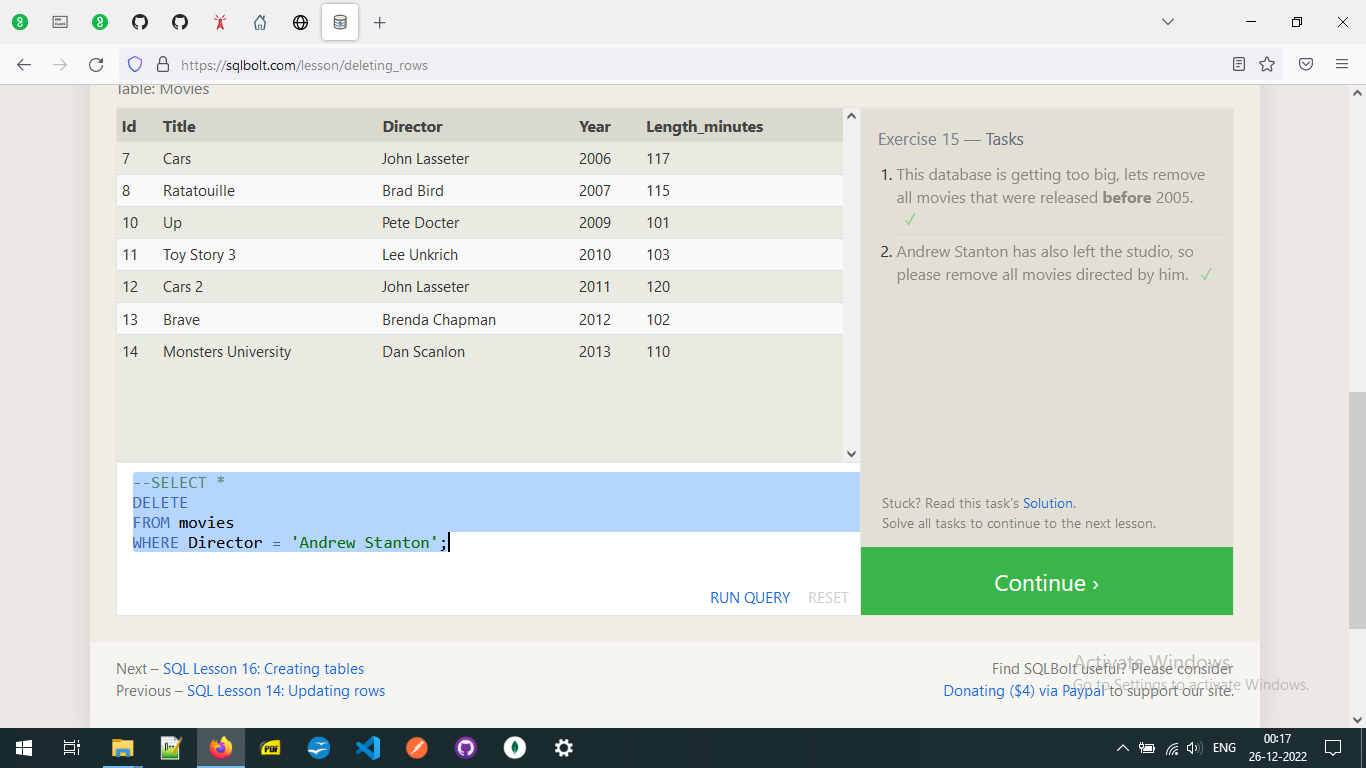 https://sqlbolt.com/lesson/deleting_rows
Table: Movies
Id Title Director Year Length_minutes
7 Cars John Lasseter 2006 117
8 Ratatouille Brad Bird 2007 115
10 Up Pete Docter 2009 101
11 Toy Story 3 Lee Unkrich 2010 103
12 Cars 2 John Lasseter 2011 120
13 Brave Brenda Chapman 2012 102
14 Monsters University Dan Scanlon 2013 110
--SELECT *
DELETE
FROM movies
WHERE Director = 'Andrew Stanton';
RUN QUERY RESET
Exercise 15 — Tasks
1. This database is getting too big, lets remove
all movies that were released before 2005.
✓
2. Andrew Stanton has also left the studio, so
please remove all movies directed by him. ✓
Stuck? Read this task's Solution.
Solve all tasks to continue to the next lesson.
Continue ›
Next – SQL Lesson 16: Creating tables
Previous – SQL Lesson 14: Updating rows
Find SQLBolt useful? Please consider
Donating ($4) via Paypal to support our site.
Activate Windows
Go to Settings to activate Windows.
PDF
ENG
00:17
26-12-2022